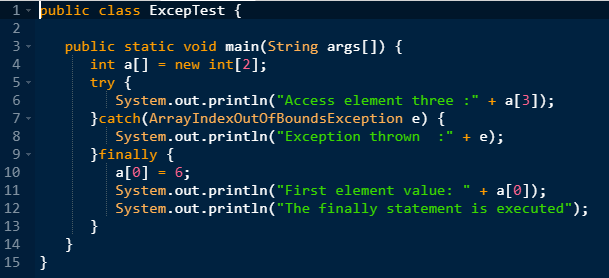 1 public class ExcepTest {
2
3 public static void main(String args[]) {
4 int a[] = new int[2];
5 try {
6 System.out.println("Access element three :" + a[3]);
7 }catch(ArrayIndexOutOfBoundsException e) {
8 System.out.println("Exception thrown  :" + e);
9 }finally {
10 a[0] = 6;
11 System.out.println("First element value: " + a[0]);
12 System.out.println("The finally statement is executed");
13 }
14 }
15 }